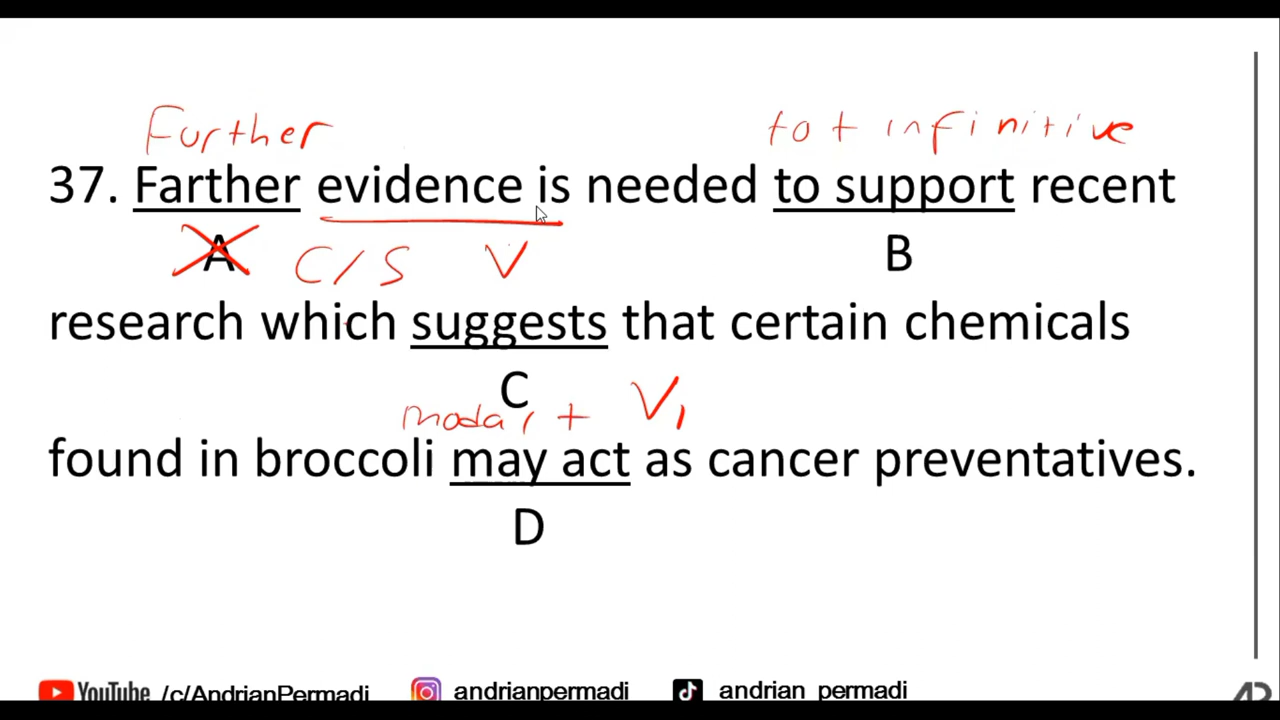 Further
to + infinitive
37. Farther evidence is needed to support recent
A C/S V B
research which suggests that certain chemicals
C
modal + V1
found in broccoli may act as cancer preventatives.
D
YouTube /c/AndrianPermadi andrianpermadi andrian_permadi